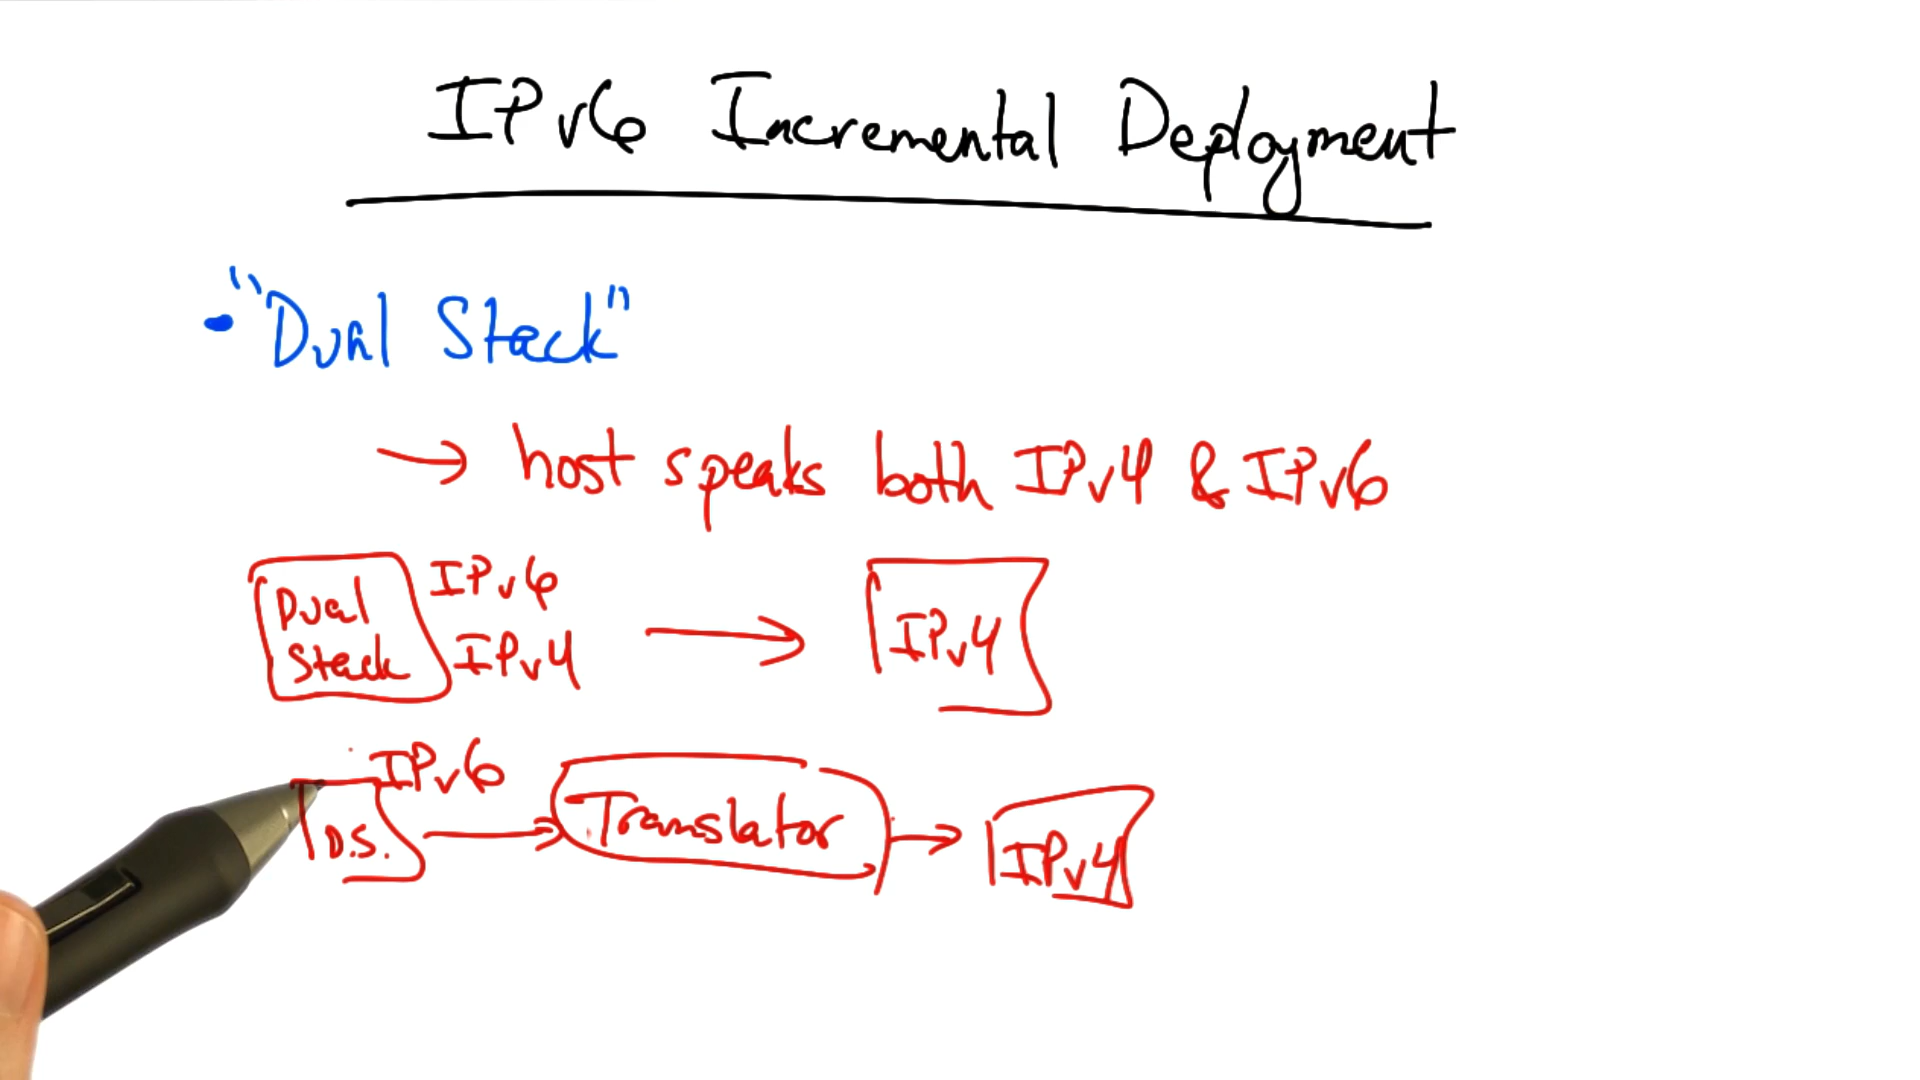 IPv6 Incremental Deployment
"Dual Stack"
→ host speaks both IPv4 & IPv6
Dual
Stack
IPv6
IPv4
IPv4
IPv6
D.S.
Translator
IPv4